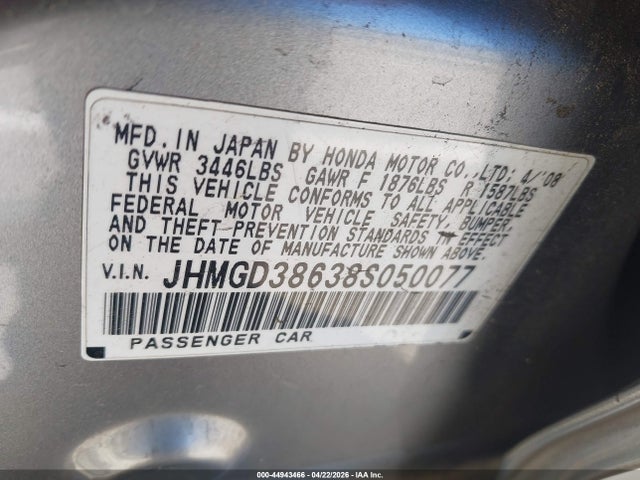 MFD. IN JAPAN BY HONDA MOTOR CO., LTD; 4/'08
GVWR 3446LBS GAWR F 1876LBS R 1587LBS
THIS VEHICLE CONFORMS TO ALL APPLICABLE
FEDERAL MOTOR VEHICLE SAFETY, BUMPER,
AND THEFT-PREVENTION STANDARDS IN EFFECT
ON THE DATE OF MANUFACTURE SHOWN ABOVE.
V.I.N. JHMGD38638S050077
PASSENGER CAR
000-44943466 - 04/22/2026 - IAA Inc.